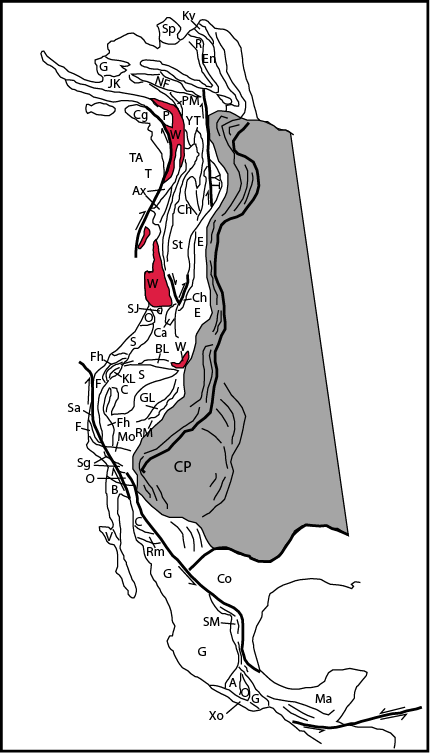 Kv
Sp
R
En
G
JK
NF
PM
Cg
P
YT
W
TA
T
YT
Ax
Ch
St
E
W
Ch
SJ
E
O
Ca
S
BL
W
Fh
F
KL
S
C
GL
Sa
Fh
F
Mo
RM
Sg
CP
O
B
C
V
Rm
G
Co
SM
G
A
O
G
Ma
Xo